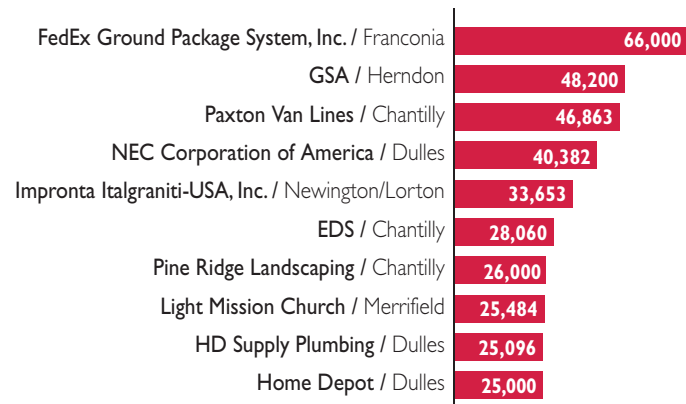 FedEx Ground Package System, Inc. / Franconia 66,000
GSA / Herndon 48,200
Paxton Van Lines / Chantilly 46,863
NEC Corporation of America / Dulles 40,382
Impronta Italgraniti-USA, Inc. / Newington/Lorton 33,653
EDS / Chantilly 28,060
Pine Ridge Landscaping / Chantilly 26,000
Light Mission Church / Merrifield 25,484
HD Supply Plumbing / Dulles 25,096
Home Depot / Dulles 25,000